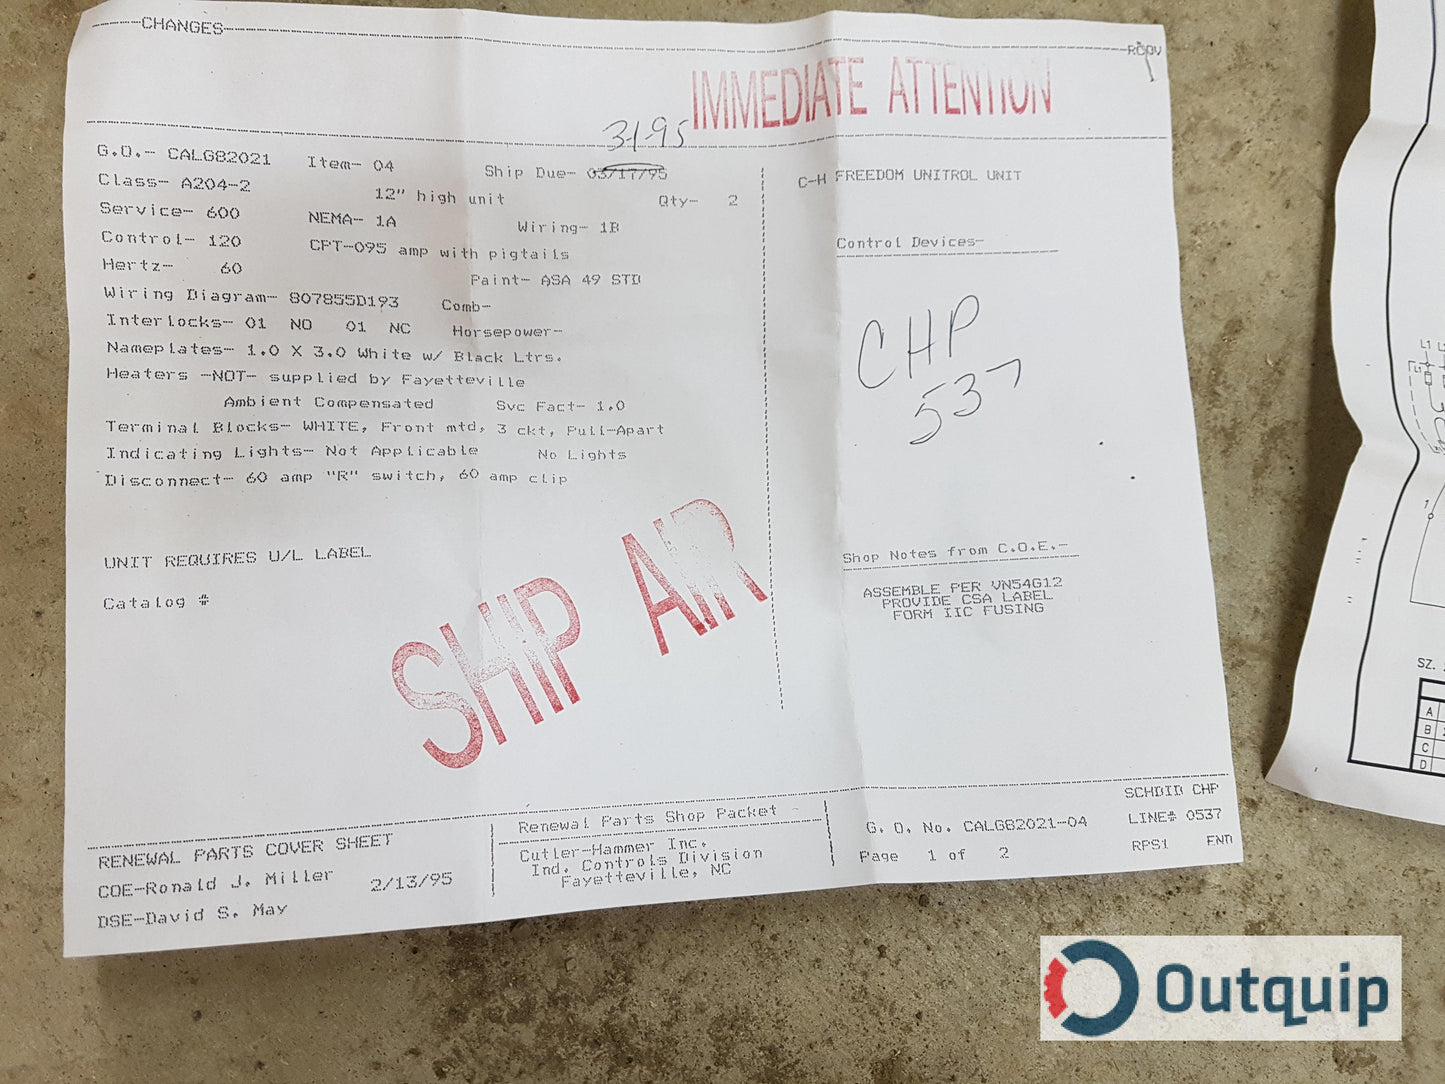 CHANGES
RCDV
IMMEDIATE ATTENTION
3-1-95
G.O.- CALG82021 Item- 04 Ship Due- 03/17/95
Class- A204-2 12" high unit Qty- 2
Service- 600 NEMA- 1A Wiring- 1B
Control- 120 CPT-095 amp with pigtails
Hertz- 60 Paint- ASA 49 STD
Wiring Diagram- 807855D193 Comb-
Interlocks- 01 NO 01 NC Horsepower-
Nameplates- 1.0 X 3.0 White w/ Black Ltrs.
Heaters -NOT- supplied by Fayetteville
Ambient Compensated Svc Fact- 1.0
Terminal Blocks- WHITE, Front mtd, 3 ckt, Pull-Apart
Indicating Lights- Not Applicable No Lights
Disconnect- 60 amp "R" switch, 60 amp clip
UNIT REQUIRES U/L LABEL
Catalog #
SHIP AIR
C-H FREEDOM UNITROL UNIT
Control Devices-
CHP
537
Shop Notes from C.O.E.-
ASSEMBLE PER VN54G12
PROVIDE CSA LABEL
FORM IIC FUSING
RENEWAL PARTS COVER SHEET
COE-Ronald J. Miller 2/13/95
DSE-David S. May
Renewal Parts Shop Packet
Cutler-Hammer Inc.
Ind. Controls Division
Fayetteville, NC
G. O. No. CALG82021-04
Page 1 of 2
SCHDID CHP
LINE# 0537
RPS1
L1
1
SZ.
A
B
C
D
Outquip